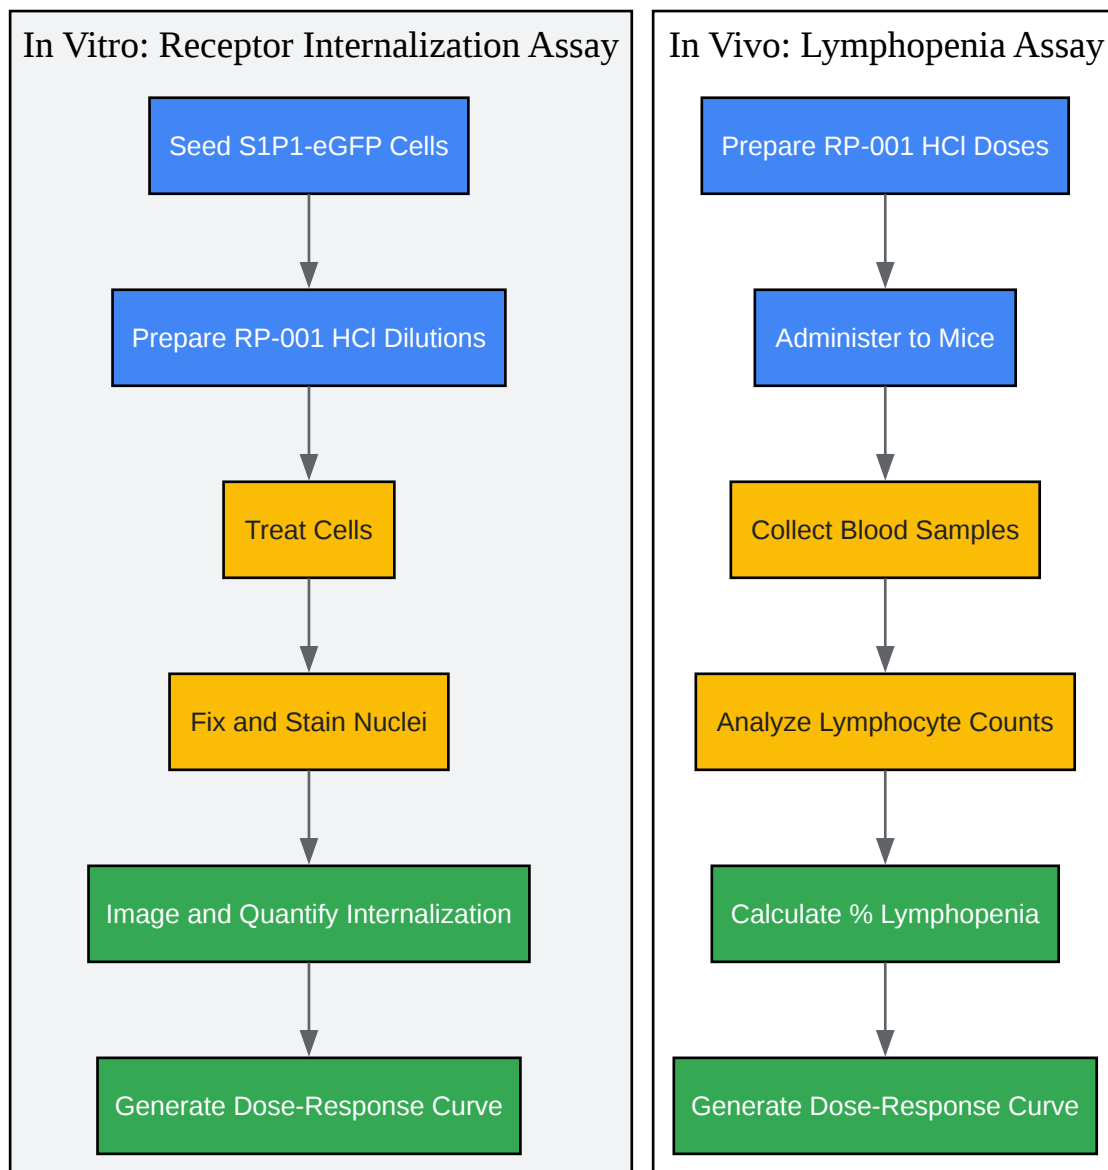 In Vitro: Receptor Internalization Assay
Seed S1P1-eGFP Cells
Prepare RP-001 HCl Dilutions
Treat Cells
Fix and Stain Nuclei
Image and Quantify Internalization
Generate Dose-Response Curve
In Vivo: Lymphopenia Assay
Prepare RP-001 HCl Doses
Administer to Mice
Collect Blood Samples
Analyze Lymphocyte Counts
Calculate % Lymphopenia
Generate Dose-Response Curve